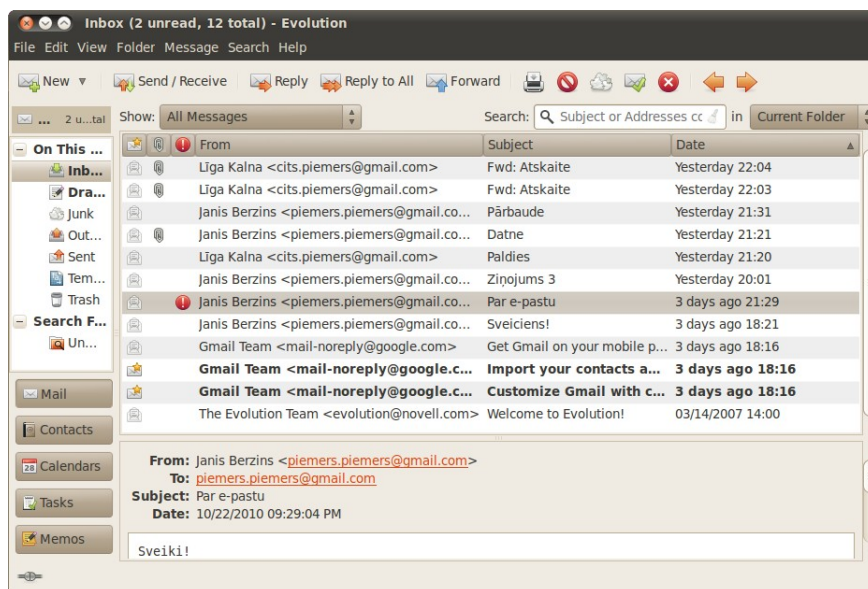 Inbox (2 unread, 12 total) - Evolution
File Edit View Folder Message Search Help
New Send / Receive Reply Reply to All Forward
... 2 u...tal Show: All Messages Search: Subject or Addresses cc in Current Folder
From Subject Date
On This ...
Inb...
Dra...
Junk
Out...
Sent
Tem...
Trash
Search F...
Un...
Līga Kalna <cits.piemers@gmail.com> Fwd: Atskaite Yesterday 22:04
Līga Kalna <cits.piemers@gmail.com> Fwd: Atskaite Yesterday 22:03
Janis Berzins <piemers.piemers@gmail.co... Pārbaude Yesterday 21:31
Janis Berzins <piemers.piemers@gmail.co... Datne Yesterday 21:21
Līga Kalna <cits.piemers@gmail.com> Paldies Yesterday 21:20
Janis Berzins <piemers.piemers@gmail.co... Ziņojums 3 Yesterday 20:01
Janis Berzins <piemers.piemers@gmail.co... Par e-pastu 3 days ago 21:29
Janis Berzins <piemers.piemers@gmail.co... Sveiciens! 3 days ago 18:21
Gmail Team <mail-noreply@google.com> Get Gmail on your mobile p... 3 days ago 18:16
Gmail Team <mail-noreply@google.c... Import your contacts a... 3 days ago 18:16
Gmail Team <mail-noreply@google.c... Customize Gmail with c... 3 days ago 18:16
The Evolution Team <evolution@novell.com> Welcome to Evolution! 03/14/2007 14:00
Mail
Contacts
28 Calendars
Tasks
Memos
From: Janis Berzins <piemers.piemers@gmail.com>
To: piemers.piemers@gmail.com
Subject: Par e-pastu
Date: 10/22/2010 09:29:04 PM
Sveiki!